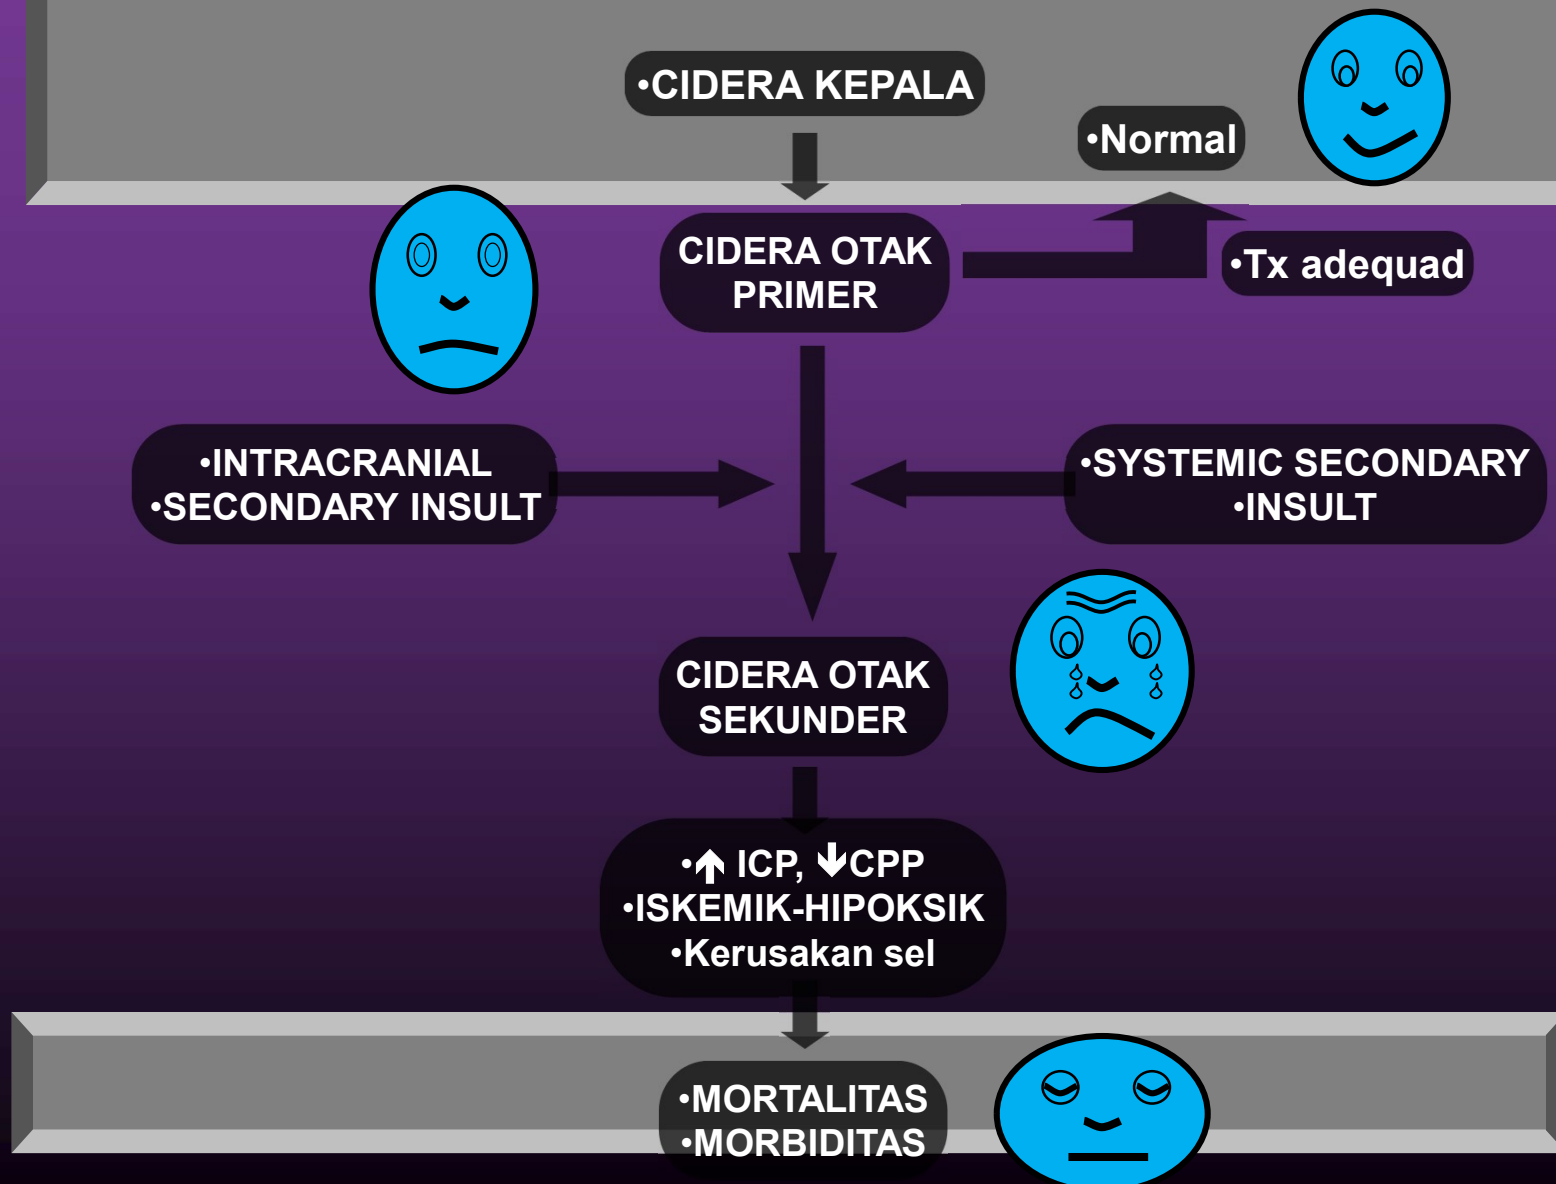 •CIDERA KEPALA
•Normal
CIDERA OTAK
PRIMER
•Tx adequad
•INTRACRANIAL
•SECONDARY INSULT
•SYSTEMIC SECONDARY
•INSULT
CIDERA OTAK
SEKUNDER
•🡹 ICP, 🡻CPP
•ISKEMIK-HIPOKSIK
•Kerusakan sel
•MORTALITAS
•MORBIDITAS